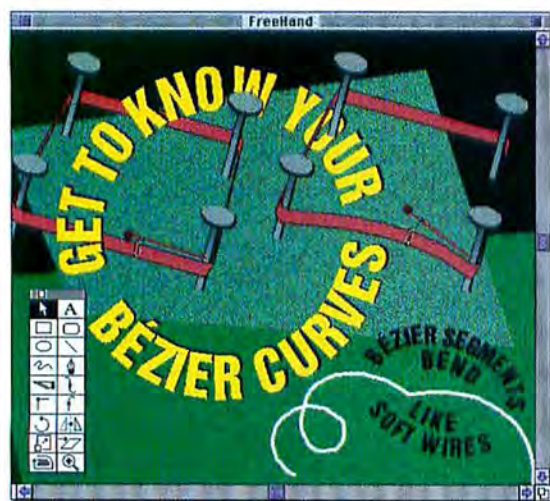 FreeHand
GET TO KNOW YOUR
BÉZIER CURVES
A
BÉZIER SEGMENTS
BEND
LIKE
SOFT WIRES